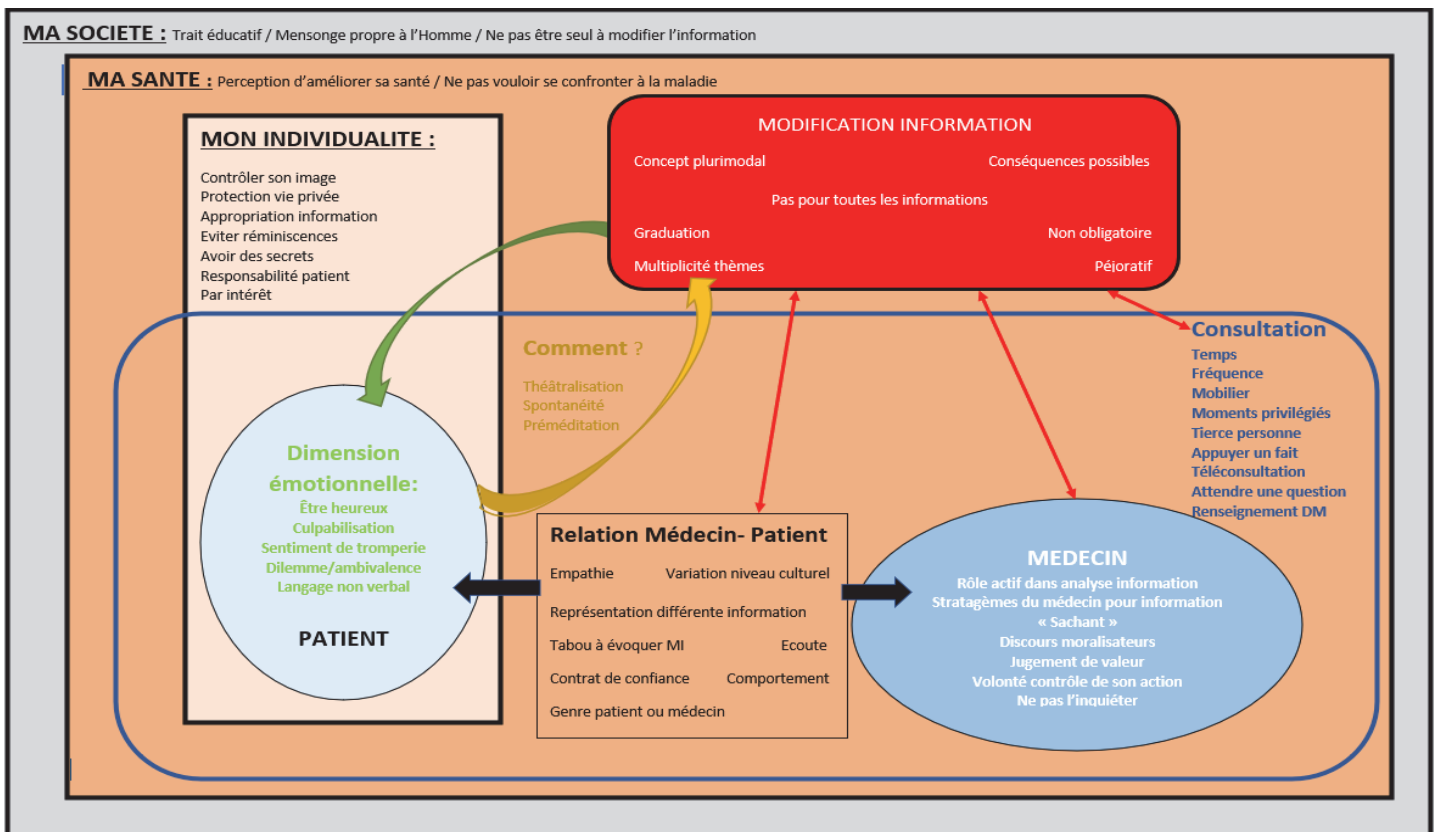 MA SOCIETE : Trait éducatif / Mensonge propre à l’Homme / Ne pas être seul à modifier l’information
MA SANTE : Perception d’améliorer sa santé / Ne pas vouloir se confronter à la maladie
MON INDIVIDUALITE :
Contrôler son image
Protection vie privée
Appropriation information
Eviter réminiscences
Avoir des secrets
Responsabilité patient
Par intérêt
MODIFICATION INFORMATION
Concept plurimodal Conséquences possibles
Pas pour toutes les informations
Graduation Non obligatoire
Multiplicité thèmes Péjoratif
Comment ?
Théâtralisation
Spontanéité
Préméditation
Consultation
Temps
Fréquence
Mobilier
Moments privilégiés
Tierce personne
Appuyer un fait
Téléconsultation
Attendre une question
Renseignement DM
Dimension
émotionnelle:
Être heureux
Culpabilisation
Sentiment de tromperie
Dilemme/ambivalence
Langage non verbal
PATIENT
Relation Médecin- Patient
Empathie Variation niveau culturel
Représentation différente information
Tabou à évoquer MI Ecoute
Contrat de confiance Comportement
Genre patient ou médecin
MEDECIN
Rôle actif dans analyse information
Stratagèmes du médecin pour information
« Sachant »
Discours moralisateurs
Jugement de valeur
Volonté contrôle de son action
Ne pas l’inquiéter